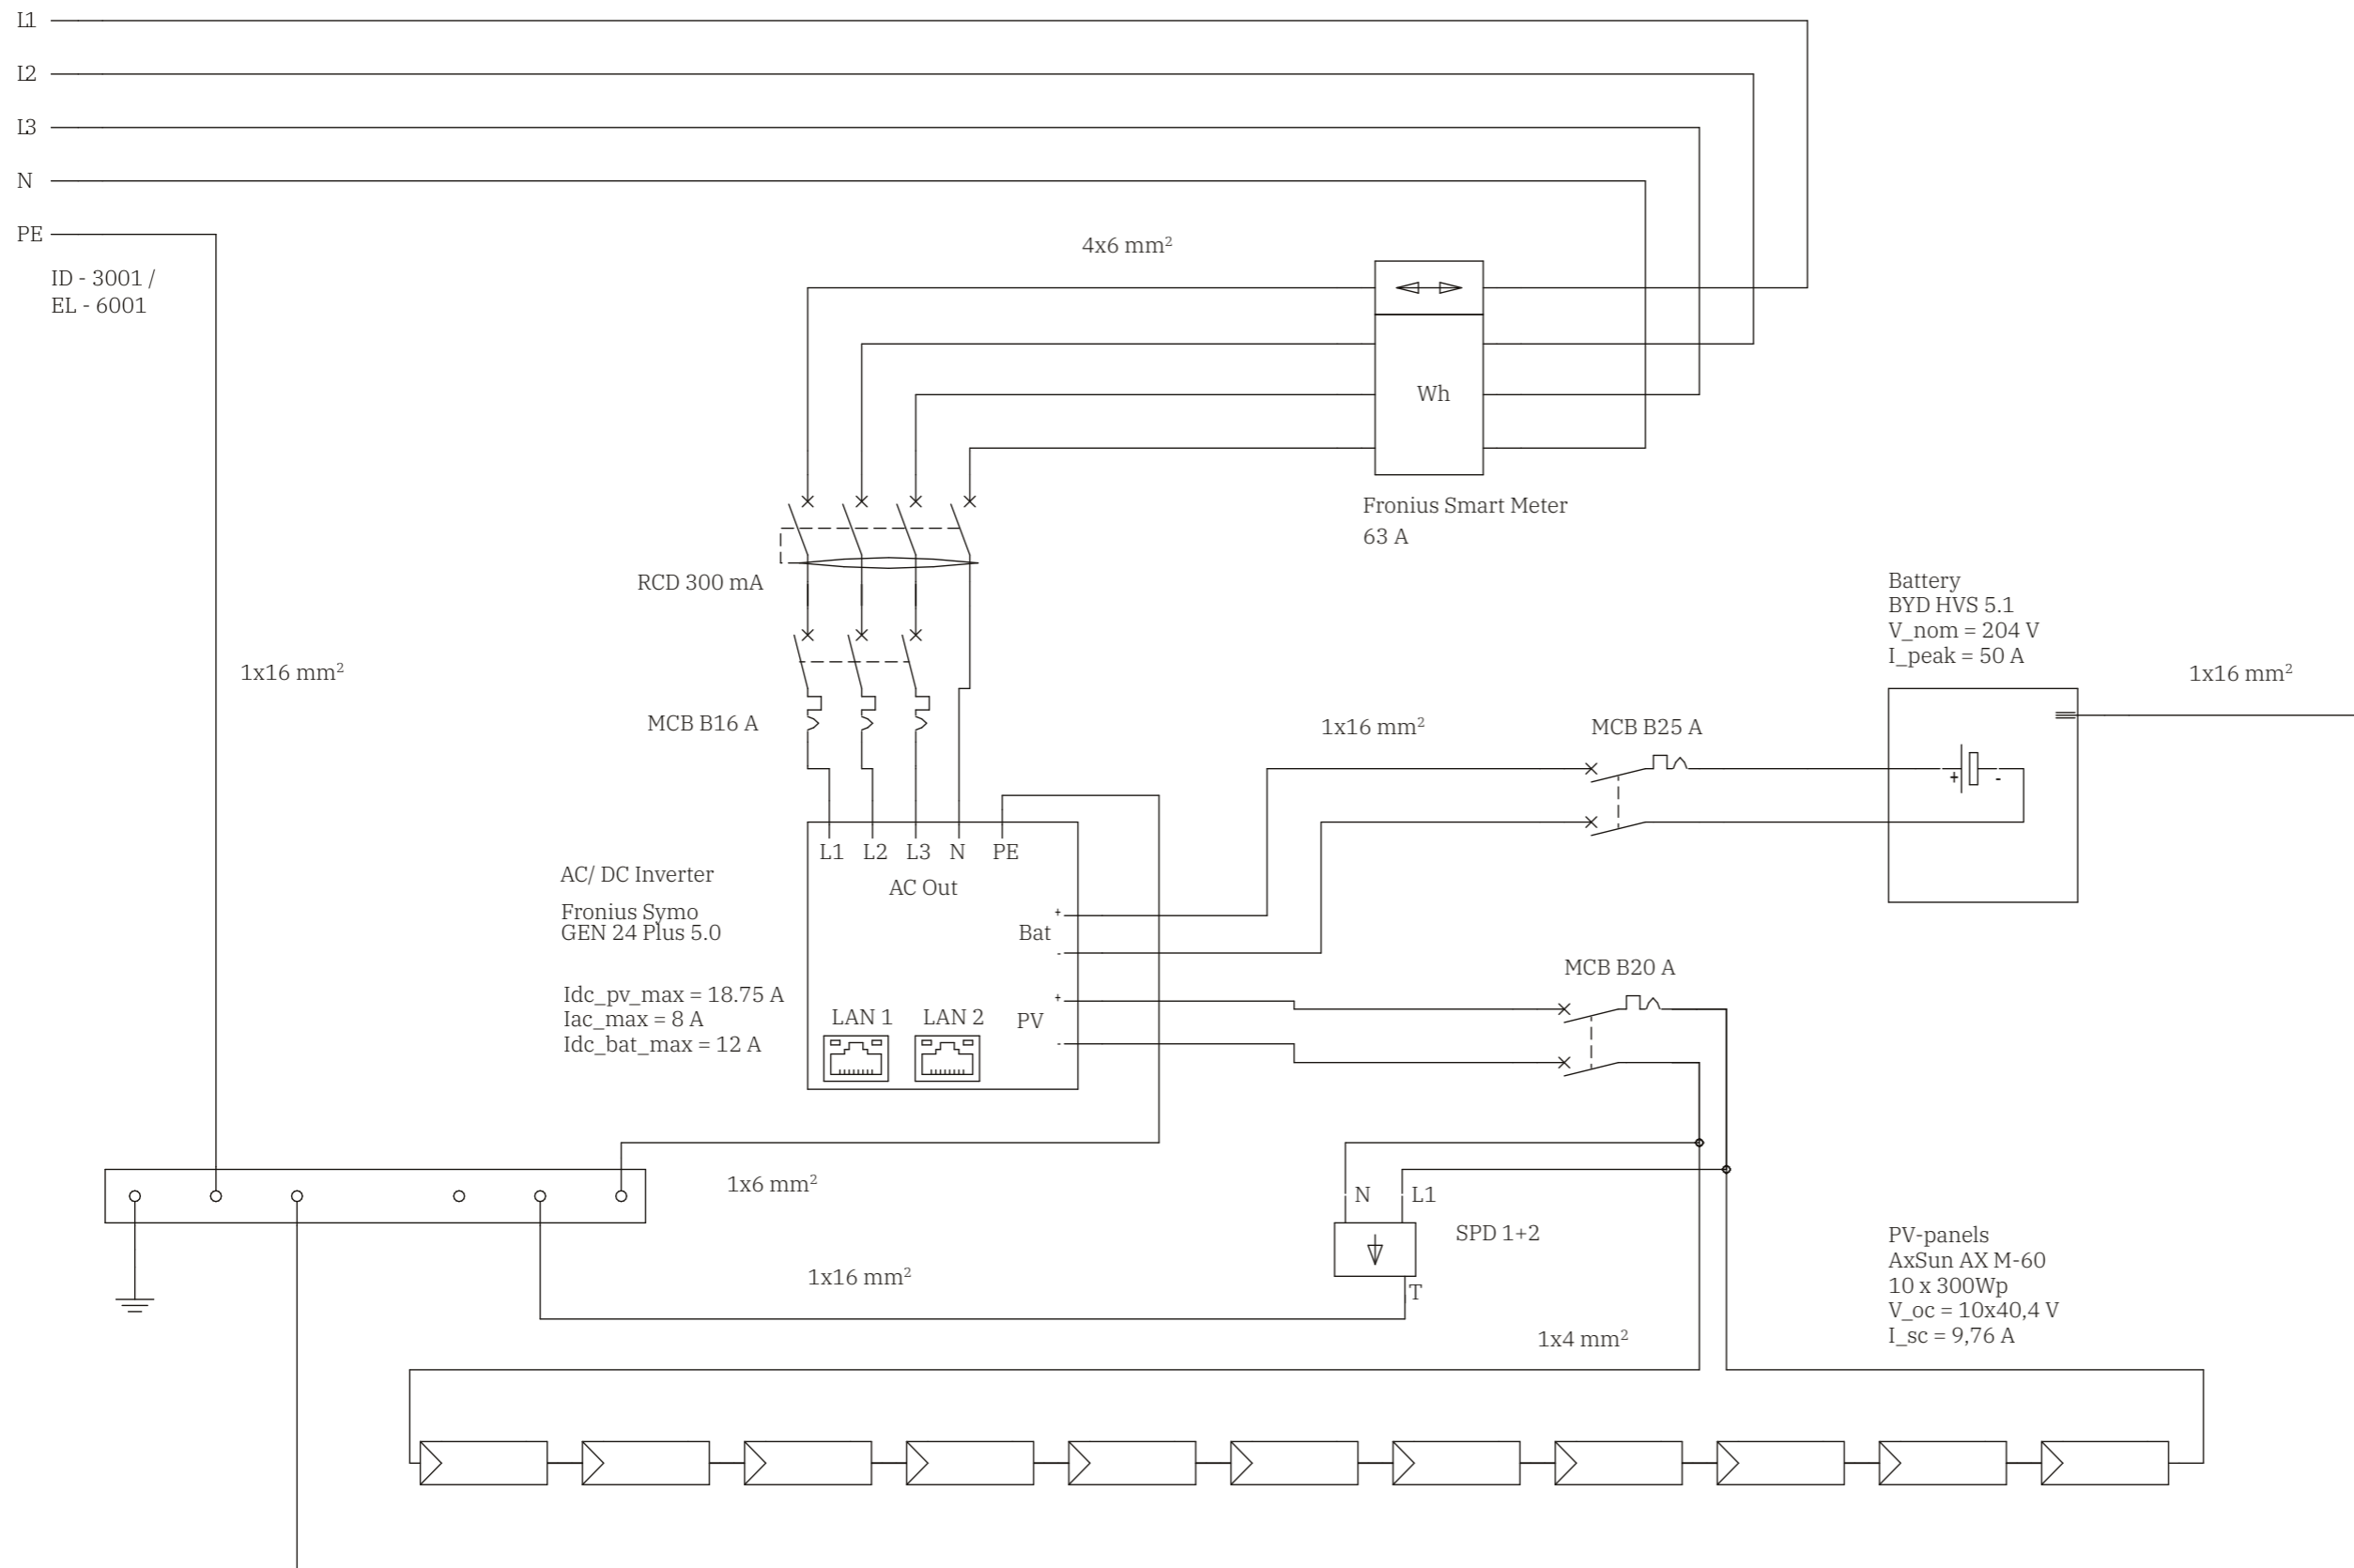 L1
L2
L3
N
PE
ID - 3001 /
EL - 6001
4x6 mm²
Wh
Fronius Smart Meter
63 A
RCD 300 mA
Battery
BYD HVS 5.1
V_nom = 204 V
I_peak = 50 A
1x16 mm²
1x16 mm²
MCB B16 A
1x16 mm²
MCB B25 A
+ -
L1 L2 L3 N PE
AC Out
AC/ DC Inverter
Fronius Symo
GEN 24 Plus 5.0
+
Bat
-
MCB B20 A
Idc_pv_max = 18.75 A
Iac_max = 8 A
Idc_bat_max = 12 A
LAN 1 LAN 2
+
PV
-
1x6 mm²
N L1
SPD 1+2
T
1x16 mm²
PV-panels
AxSun AX M-60
10 x 300Wp
V_oc = 10x40,4 V
I_sc = 9,76 A
1x4 mm²